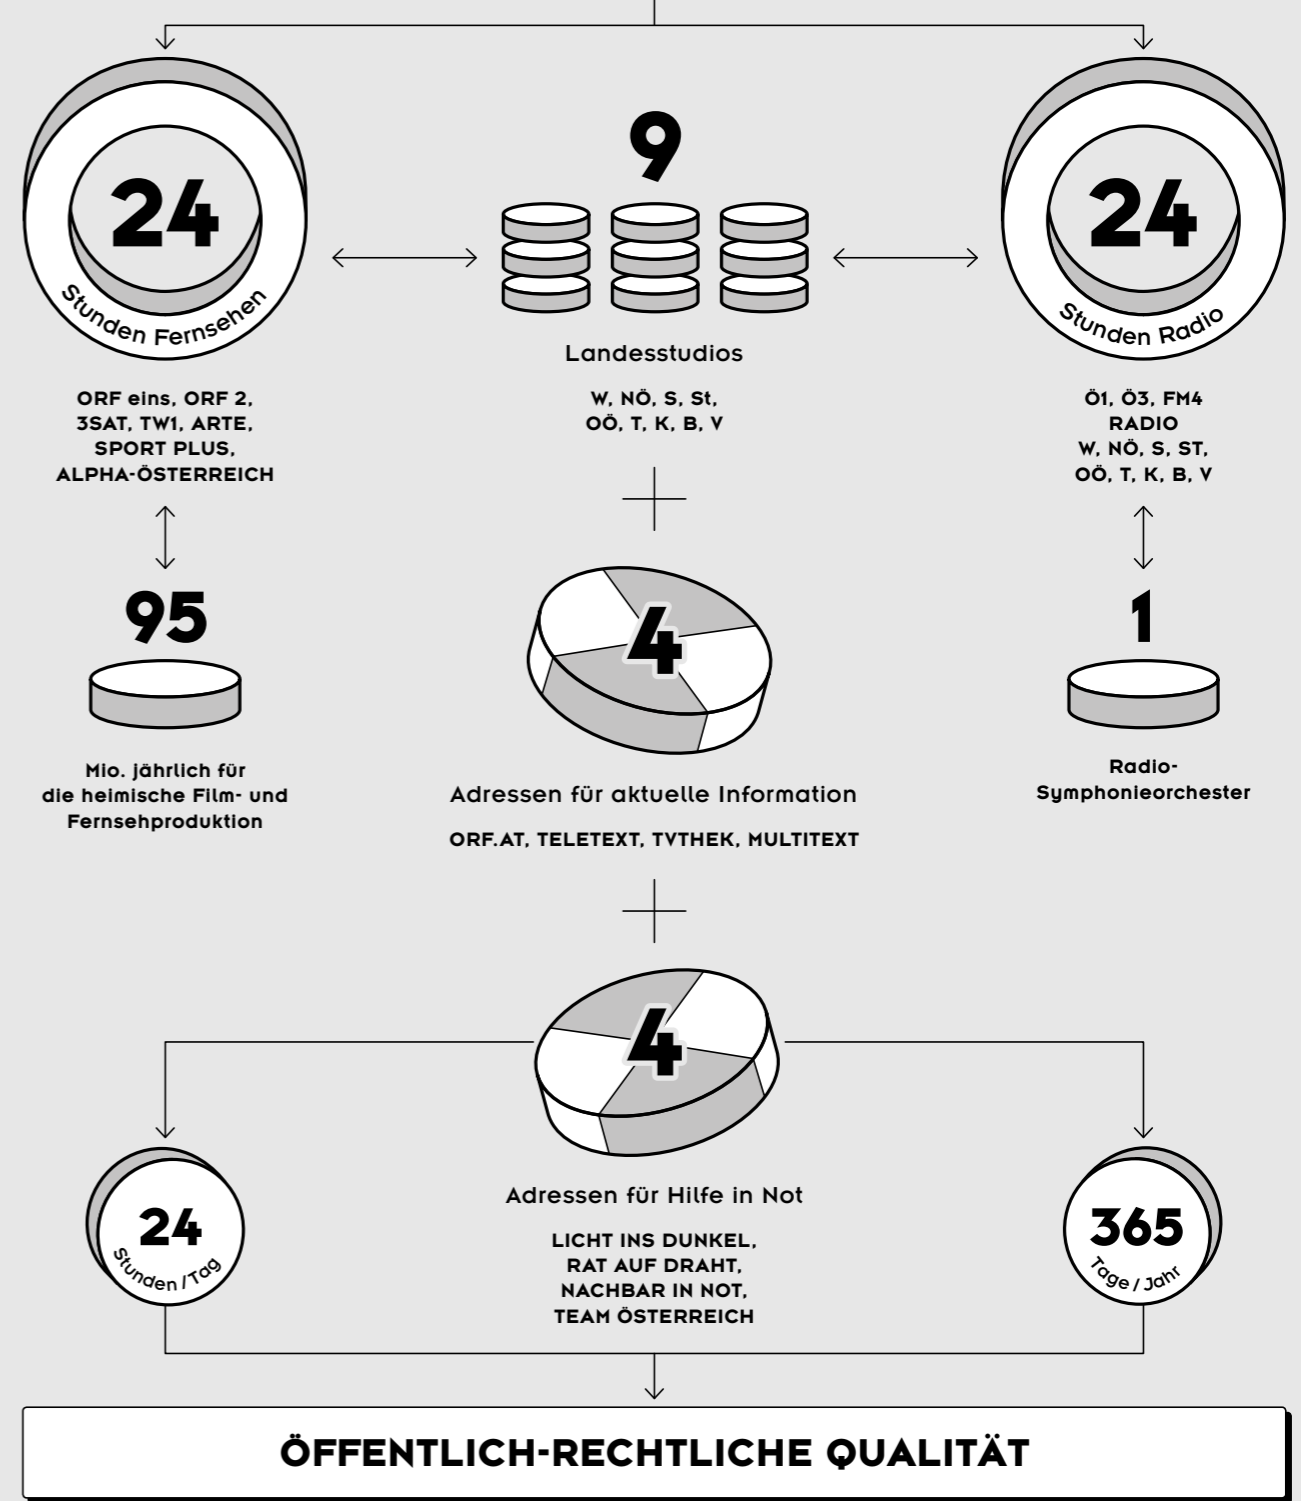 24
Stunden Fernsehen
ORF eins, ORF 2,
3SAT, TW1, ARTE,
SPORT PLUS,
ALPHA-ÖSTERREICH
9
Landesstudios
W, NÖ, S, St,
OÖ, T, K, B, V
24
Stunden Radio
Ö1, Ö3, FM4
RADIO
W, NÖ, S, ST,
OÖ, T, K, B, V
95
Mio. jährlich für
die heimische Film- und
Fernsehproduktion
4
Adressen für aktuelle Information
ORF.AT, TELETEXT, TVTHEK, MULTITEXT
1
Radio-
Symphonieorchester
4
Adressen für Hilfe in Not
LICHT INS DUNKEL,
RAT AUF DRAHT,
NACHBAR IN NOT,
TEAM ÖSTERREICH
24
Stunden / Tag
365
Tage / Jahr
ÖFFENTLICH-RECHTLICHE QUALITÄT